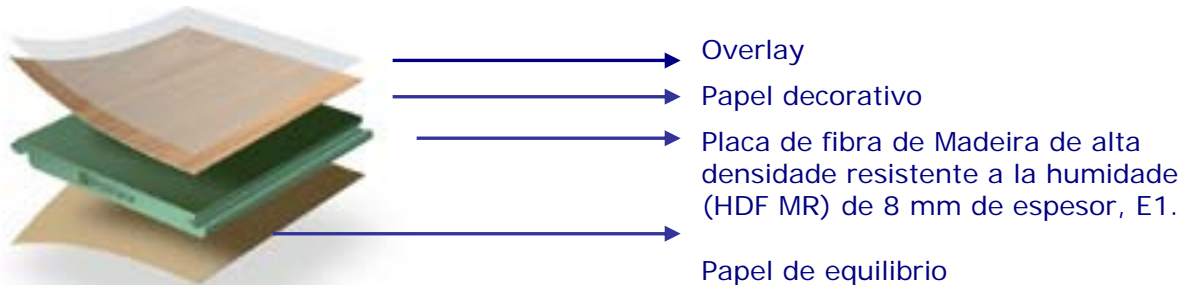 Overlay
Papel decorativo
Placa de fibra de Madeira de alta
densidade resistente a la humidade
(HDF MR) de 8 mm de espesor, E1.
Papel de equilibrio